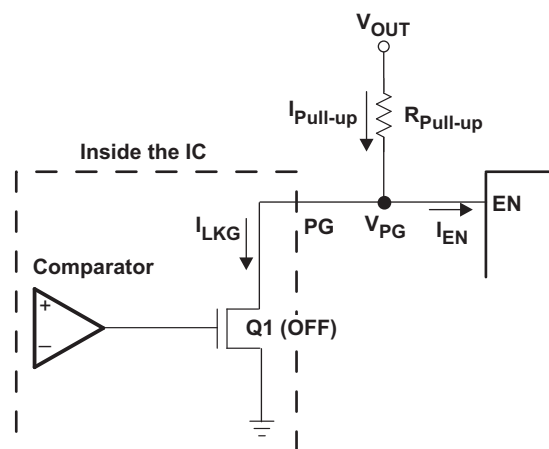 VOUT
IPull-up
RPull-up
Inside the IC
ILKG
PG
VPG
IEN
EN
Comparator
+
–
Q1 (OFF)